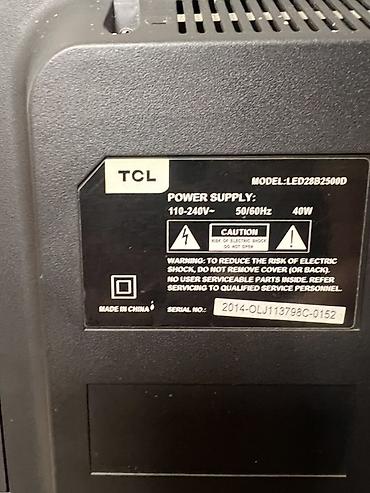 TCL
MODEL:LED28B2500D
POWER SUPPLY:
110-240V~ 50/60Hz 40W
CAUTION
RISK OF ELECTRIC SHOCK
DO NOT OPEN
WARNING: TO REDUCE THE RISK OF ELECTRIC
SHOCK, DO NOT REMOVE COVER (OR BACK).
NO USER SERVICEABLE PARTS INSIDE. REFER
SERVICING TO QUALIFIED SERVICE PERSONNEL.
MADE IN CHINA
SERIAL NO.: 2014-OLJ113798C-0152